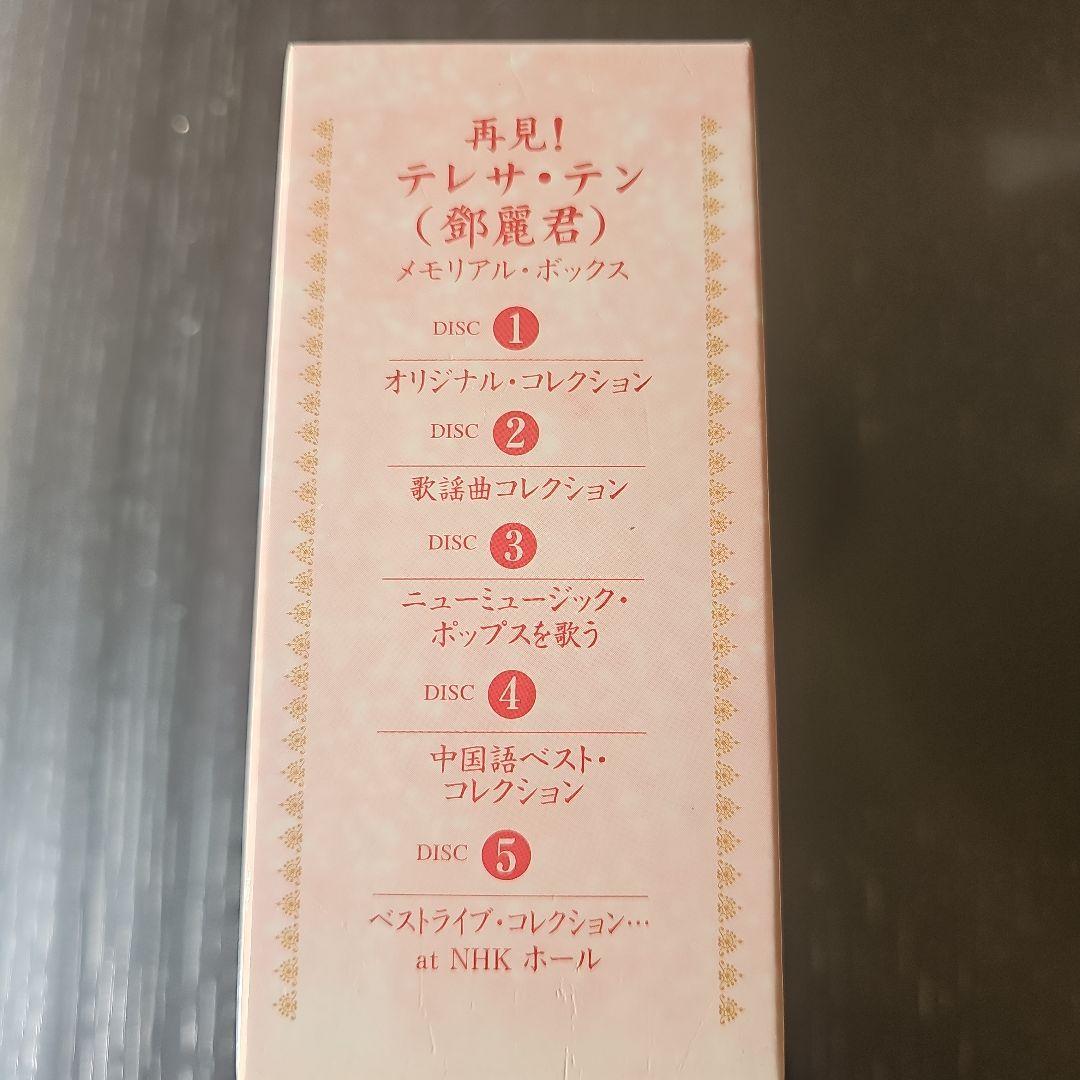 再見!
テレサ・テン
(鄧麗君)
メモリアル・ボックス
DISC 1
オリジナル・コレクション
DISC 2
歌謡曲コレクション
DISC 3
ニューミュージック・
ポップスを歌う
DISC 4
中国語ベスト・
コレクション
DISC 5
ベストライブ・コレクション…
at NHK ホール